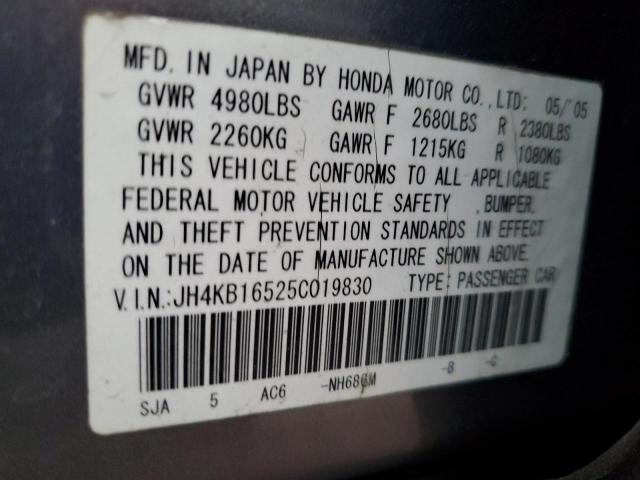 MFD. IN JAPAN BY HONDA MOTOR CO.,LTD: 05/'05
GVWR 4980LBS GAWR F 2680LBS R 2380LBS
GVWR 2260KG GAWR F 1215KG R 1080KG
THIS VEHICLE CONFORMS TO ALL APPLICABLE
FEDERAL MOTOR VEHICLE SAFETY ,BUMPER,
AND THEFT PREVENTION STANDARDS IN EFFECT
ON THE DATE OF MANUFACTURE SHOWN ABOVE.
V.I.N.:JH4KB16525C019830 TYPE: PASSENGER CAR
SJA 5 AC6 -8 -C